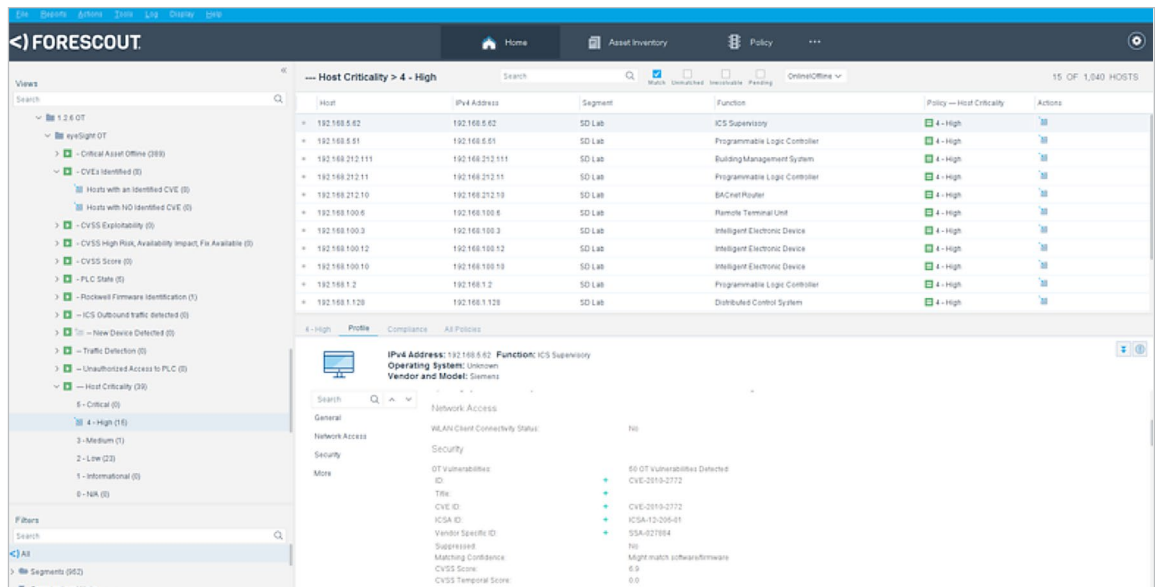 File Reports Actions Tools Log Display Help
<) FORESCOUT.
Home
Asset Inventory
Policy
...
Views
Search
1.2.6 OT
eyeSight OT
- Critical Asset Offline (389)
- CVEs Identified (0)
Hosts with an Identified CVE (0)
Hosts with NO Identified CVE (0)
- CVSS Exploitability (0)
- CVSS High Risk, Availability Impact, Fix Available (0)
- CVSS Score (0)
- PLC State (6)
- Rockwell Firmware Identification (1)
-- ICS Outbound traffic detected (0)
-- New Device Detected (0)
-- Traffic Detection (0)
-- Unauthorized Access to PLC (0)
--- Host Criticality (39)
5 - Critical (0)
4 - High (15)
3 - Medium (1)
2 - Low (23)
1 - Informational (0)
0 - N/A (0)
Filters
Search
<) All
Segments (962)
--- Host Criticality > 4 - High
Search
Match Unmatched Irresolvable Pending
Online\Offline
15 OF 1,040 HOSTS
Host IPv4 Address Segment Function Policy --- Host Criticality Actions
192.168.5.62 192.168.5.62 SD Lab ICS Supervisory 4 - High
192.168.5.51 192.168.5.51 SD Lab Programmable Logic Controller 4 - High
192.168.212.111 192.168.212.111 SD Lab Building Management System 4 - High
192.168.212.11 192.168.212.11 SD Lab Programmable Logic Controller 4 - High
192.168.212.10 192.168.212.10 SD Lab BACnet Router 4 - High
192.168.100.6 192.168.100.6 SD Lab Remote Terminal Unit 4 - High
192.168.100.3 192.168.100.3 SD Lab Intelligent Electronic Device 4 - High
192.168.100.12 192.168.100.12 SD Lab Intelligent Electronic Device 4 - High
192.168.100.10 192.168.100.10 SD Lab Intelligent Electronic Device 4 - High
192.168.1.2 192.168.1.2 SD Lab Programmable Logic Controller 4 - High
192.168.1.128 192.168.1.128 SD Lab Distributed Control System 4 - High
4 - High Profile Compliance All Policies
IPv4 Address: 192.168.5.62 Function: ICS Supervisory
Operating System: Unknown
Vendor and Model: Siemens
Search
General
Network Access
Security
More
Network Access
WLAN Client Connectivity Status: No
Security
OT Vulnerabilities: 60 OT Vulnerabilities Detected
ID: CVE-2010-2772
Title:
CVE ID: CVE-2010-2772
ICSA ID: ICSA-12-205-01
Vendor Specific ID: SSA-027884
Suppressed: No
Matching Confidence: Might match software/firmware
CVSS Score: 6.9
CVSS Temporal Score: 0.0